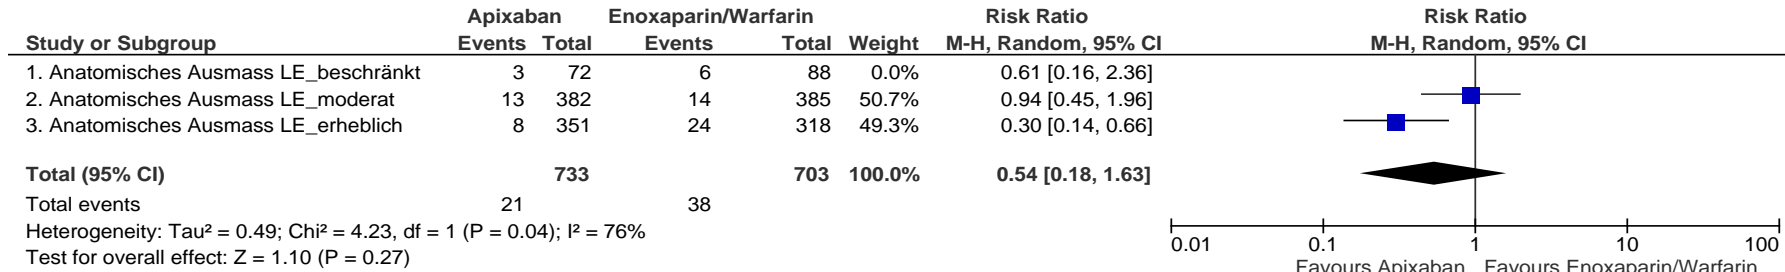 Apixaban Enoxaparin/Warfarin Risk Ratio Risk Ratio
Study or Subgroup Events Total Events Total Weight M-H, Random, 95% CI M-H, Random, 95% CI
1. Anatomisches Ausmass LE_beschränkt 3 72 6 88 0.0% 0.61 [0.16, 2.36]
2. Anatomisches Ausmass LE_moderat 13 382 14 385 50.7% 0.94 [0.45, 1.96]
3. Anatomisches Ausmass LE_erheblich 8 351 24 318 49.3% 0.30 [0.14, 0.66]
Total (95% CI) 733 703 100.0% 0.54 [0.18, 1.63]
Total events 21 38
Heterogeneity: Tau² = 0.49; Chi² = 4.23, df = 1 (P = 0.04); I² = 76%
Test for overall effect: Z = 1.10 (P = 0.27)
0.01 0.1 1 10 100
Favours Apixaban Favours Enoxaparin/Warfarin